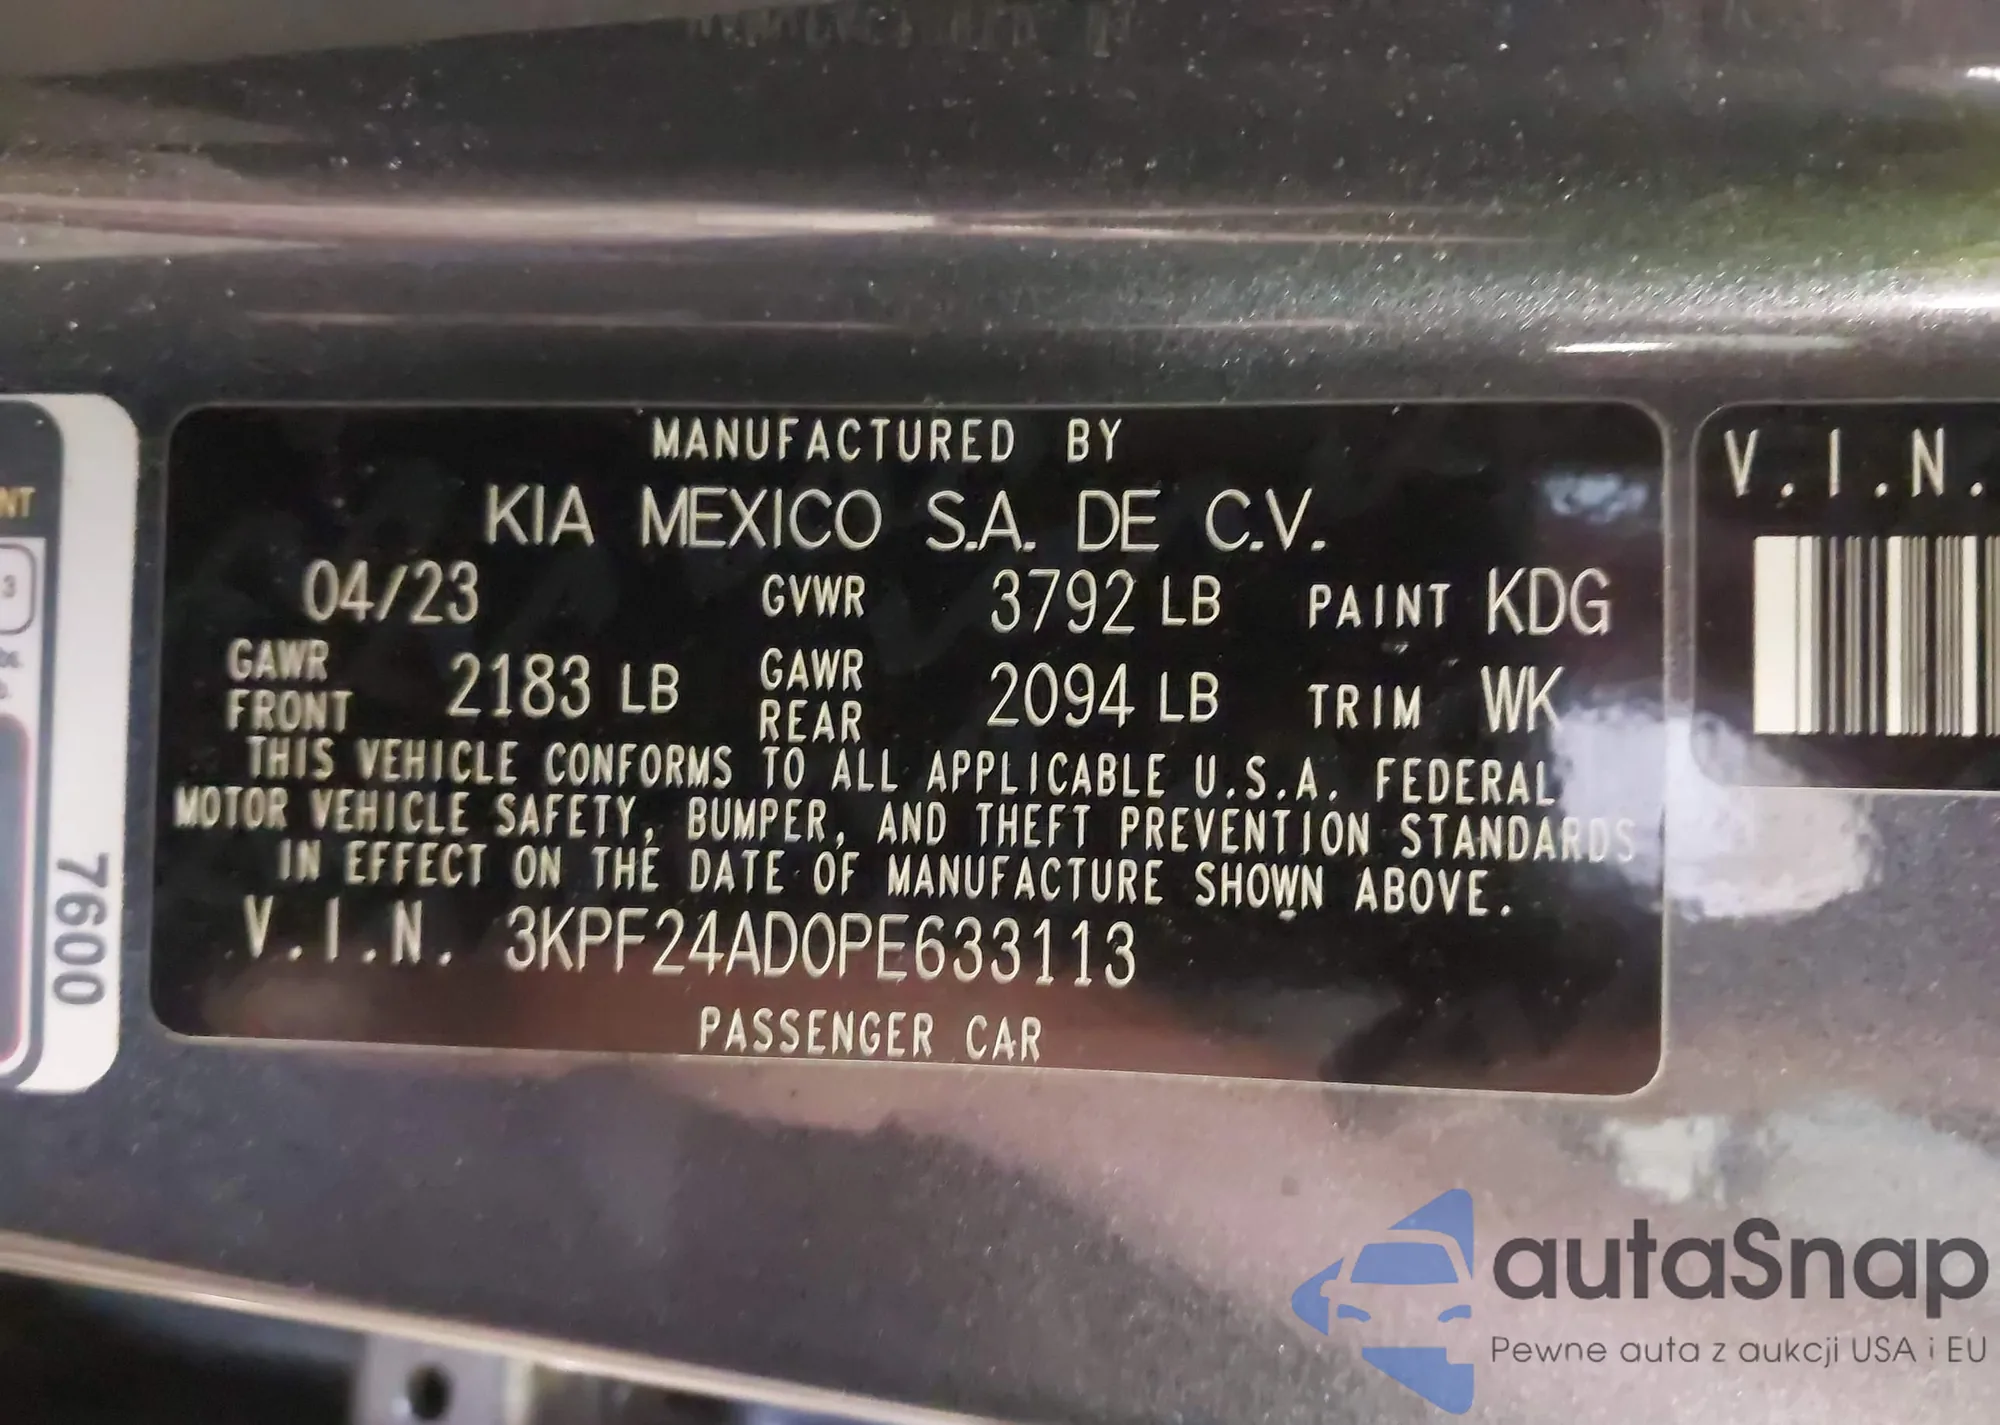 MANUFACTURED BY
KIA MEXICO S.A. DE C.V.
04/23 GVWR 3792 LB PAINT KDG
GAWR FRONT 2183 LB GAWR REAR 2094 LB TRIM WK
THIS VEHICLE CONFORMS TO ALL APPLICABLE U.S.A. FEDERAL
MOTOR VEHICLE SAFETY, BUMPER, AND THEFT PREVENTION STANDARDS
IN EFFECT ON THE DATE OF MANUFACTURE SHOWN ABOVE.
V.I.N. 3KPF24AD0PE633113
PASSENGER CAR
V.I.N.
NT
3
7600
autaSnap
Pewne auta z aukcji USA i EU